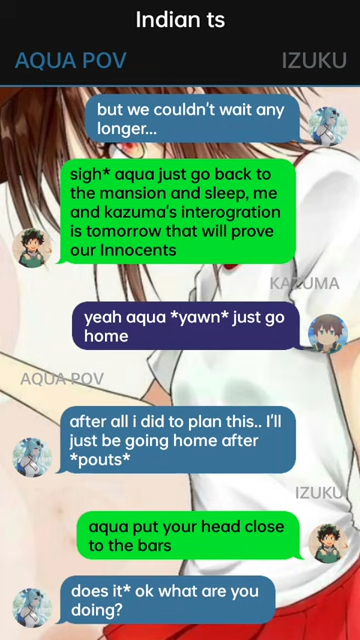 Indian ts
AQUA POV
IZUKU
but we couldn't wait any
longer...
sigh* aqua just go back to
the mansion and sleep, me
and kazuma's interogration
is tomorrow that will prove
our Innocents
KAZUMA
yeah aqua *yawn* just go
home
AQUA POV
after all i did to plan this.. I'll
just be going home after
*pouts*
IZUKU
aqua put your head close
to the bars
does it* ok what are you
doing?